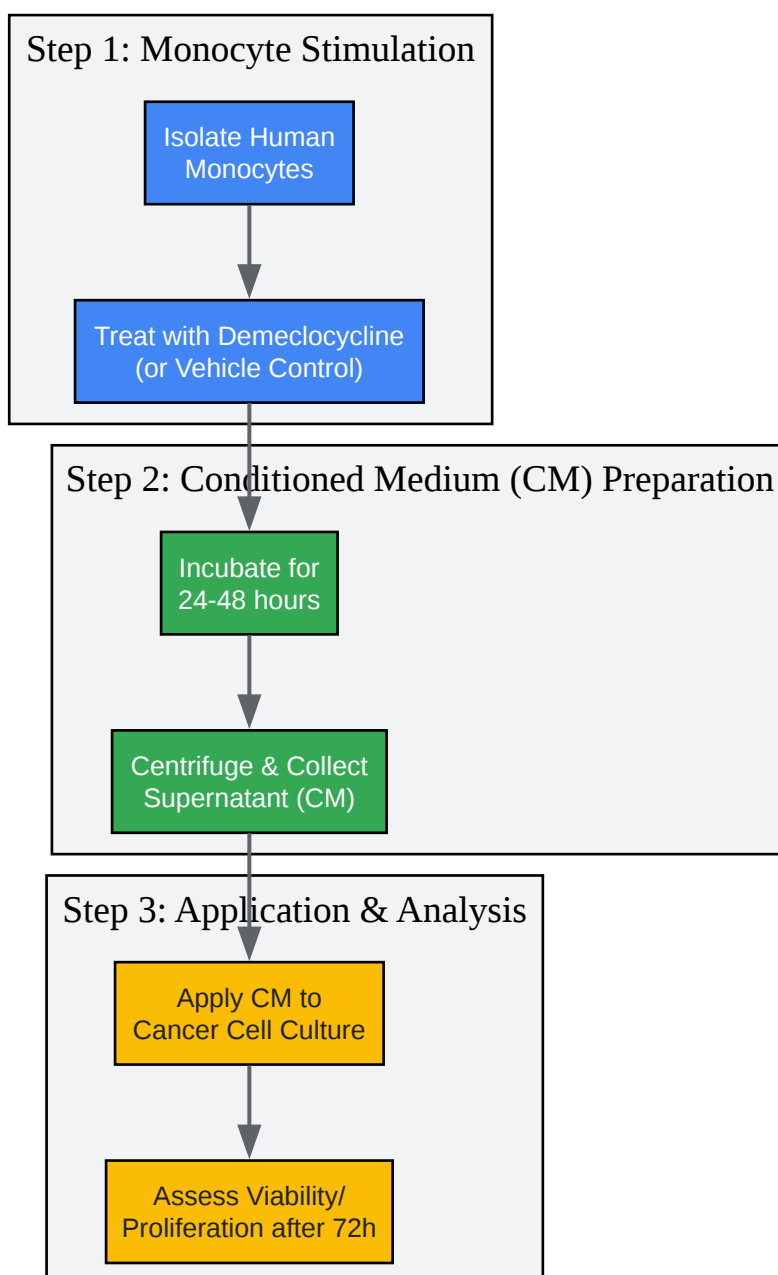 Step 1: Monocyte Stimulation
Isolate Human
Monocytes
Treat with Demeclocycline
(or Vehicle Control)
Step 2: Conditioned Medium (CM) Preparation
Incubate for
24-48 hours
Centrifuge & Collect
Supernatant (CM)
Step 3: Application & Analysis
Apply CM to
Cancer Cell Culture
Assess Viability/
Proliferation after 72h